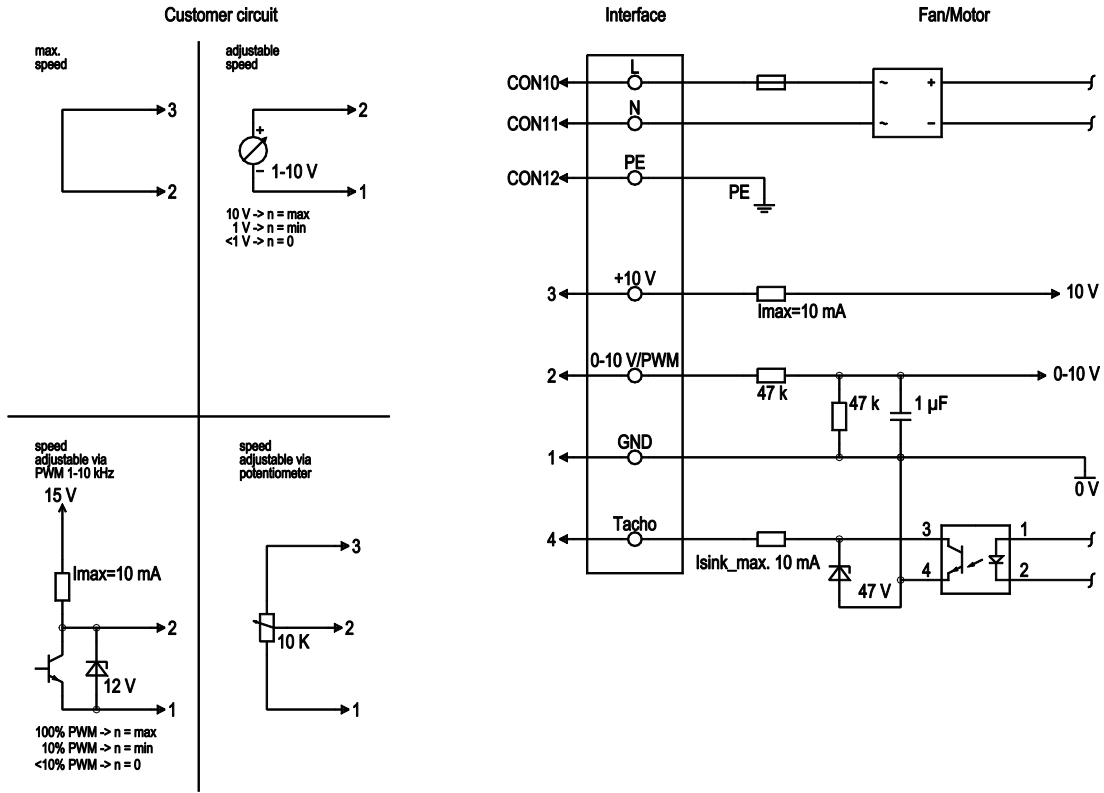 Customer circuit
Interface
Fan/Motor
max.
speed
3
2
adjustable
speed
2
+
− 1-10 V
1
10 V -> n = max
1 V -> n = min
<1 V -> n = 0
speed
adjustable via
PWM 1-10 kHz
15 V
Imax=10 mA
2
12 V
1
100% PWM -> n = max
10% PWM -> n = min
<10% PWM -> n = 0
speed
adjustable via
potentiometer
3
2
10 K
1
L
CON10
~ +
N
CON11
~ −
PE
CON12
PE
+10 V
3
10 V
Imax=10 mA
0-10 V/PWM
2
0-10 V
47 k
47 k
1 µF
GND
1
0 V
Tacho
4
3
1
Isink_max. 10 mA
4
2
47 V